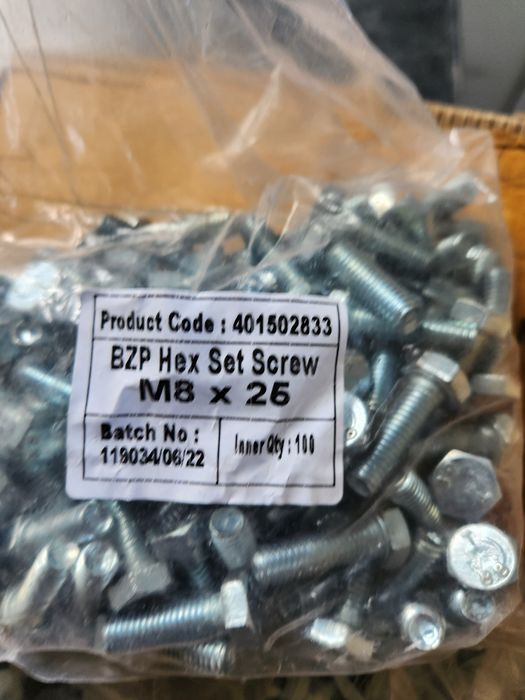 Product Code : 401502833
BZP Hex Set Screw
M8 x 25
Batch No :
119034/06/22
Inner Qty : 100